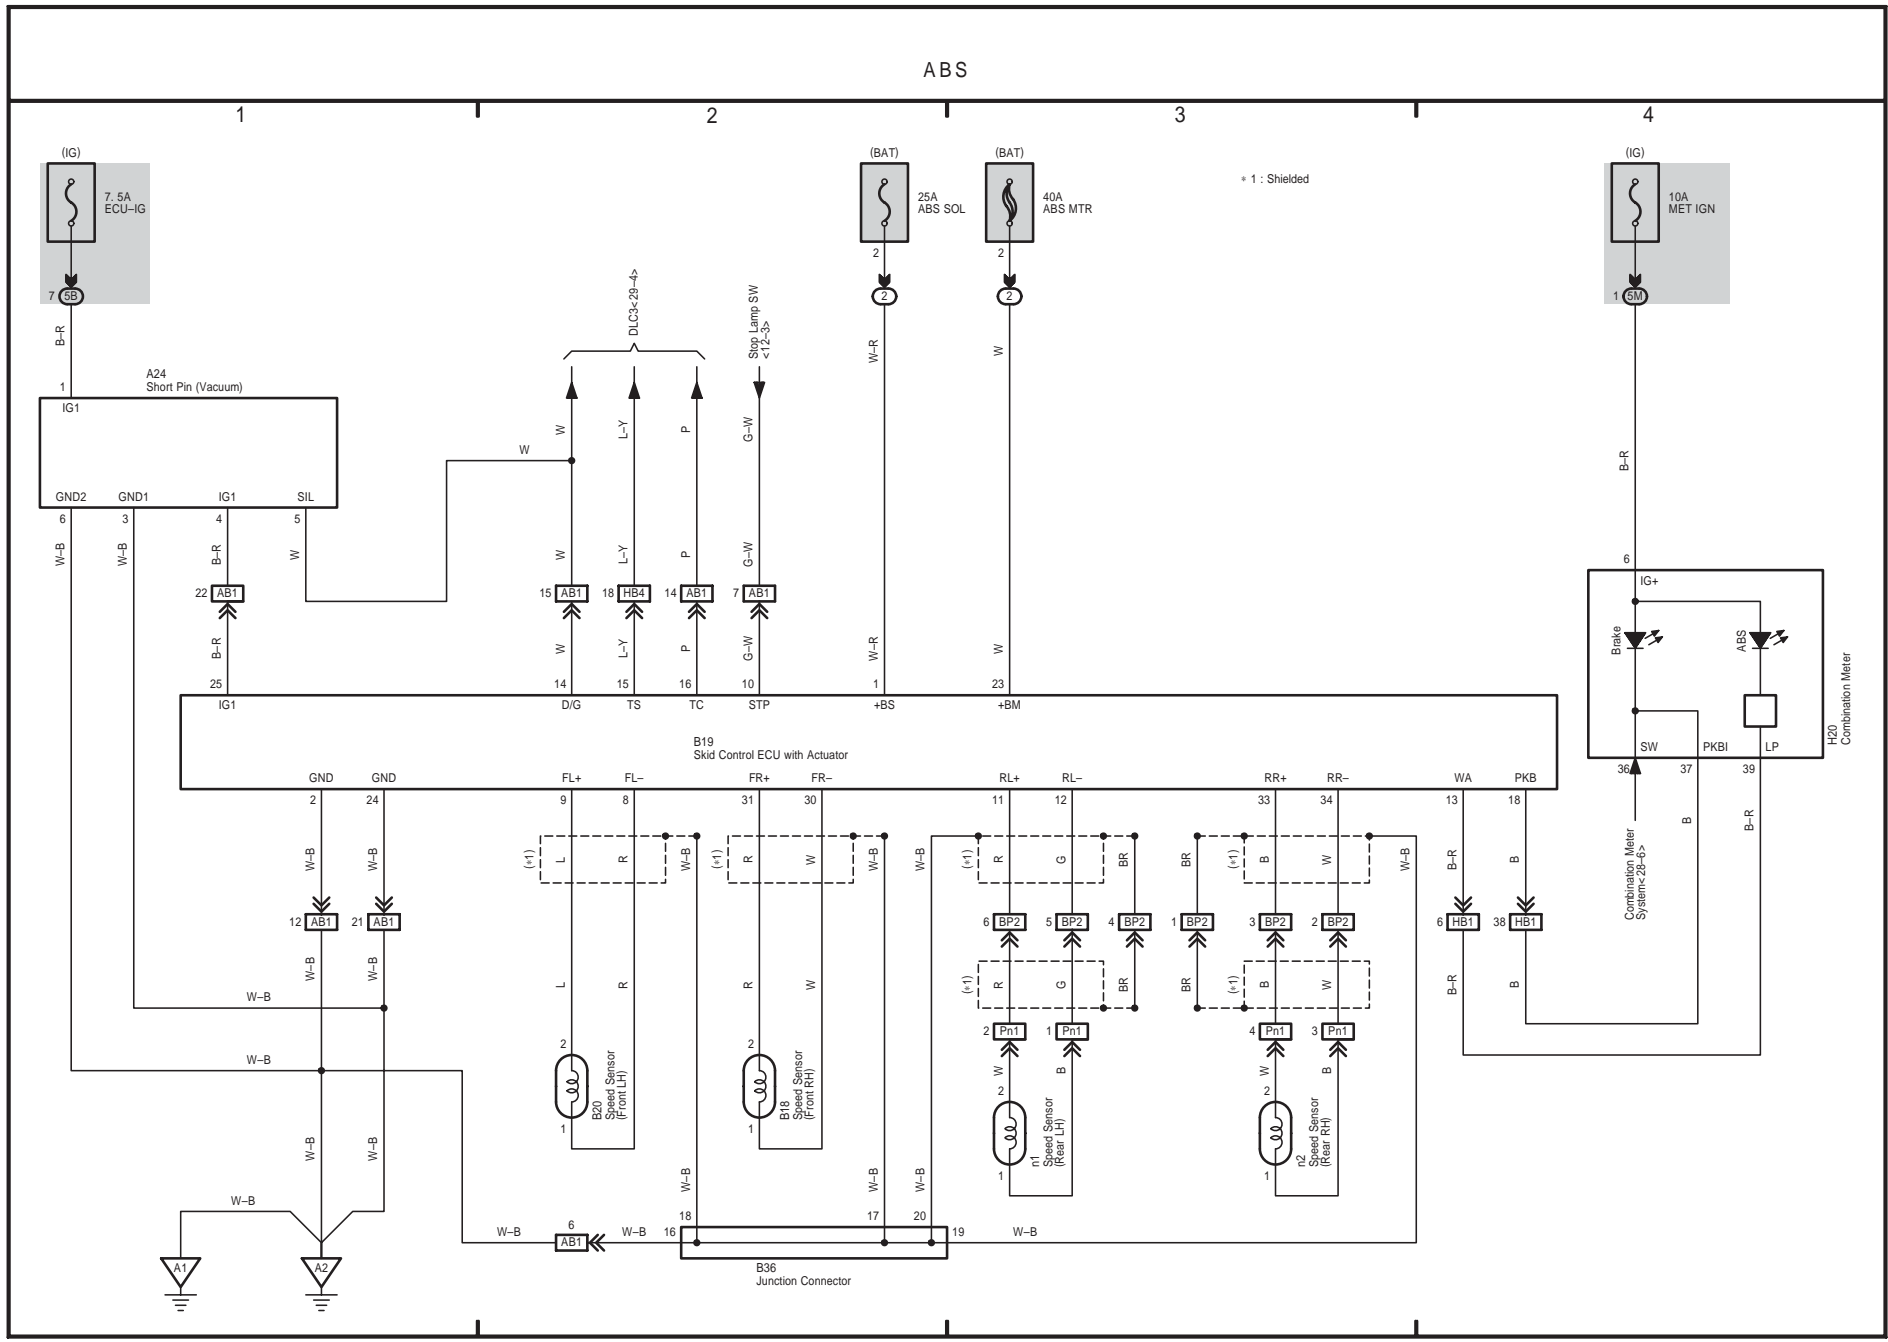 ABS
1 2 3 4
(IG)
7. 5A
ECU–IG
7 5B
B–R
(BAT)
25A
ABS SOL
2
2
W–R
(BAT)
40A
ABS MTR
2
2
W
∗ 1 : Shielded
(IG)
10A
MET IGN
1 5M
B–R
DLC3<29–4>
Stop Lamp SW
<12–3>
A24
Short Pin (Vacuum)
1
IG1
GND2 GND1 IG1 SIL
6 3 4 5
W–B W–B B–R W
W
W L–Y P G–W
W L–Y P G–W
22 AB1
15 AB1
18 HB4
14 AB1
7 AB1
B–R W L–Y P G–W W–R W
25 14 15 16 10 1 23
IG1 D/G TS TC STP +BS +BM
B19
Skid Control ECU with Actuator
GND GND FL+ FL– FR+ FR– RL+ RL– RR+ RR– WA PKB
2 24 9 8 31 30 11 12 33 34 13 18
6
IG+
Brake
ABS
SW PKBI LP
36 37 39
H20
Combination Meter
Combination Meter
System<28–6>
B B–R
W–B W–B
(∗1) L R W–B
(∗1) R W W–B
W–B (∗1) R G BR
BR (∗1) B W W–B
B–R B
12 AB1
21 AB1
6 BP2
5 BP2
4 BP2
1 BP2
3 BP2
2 BP2
6 HB1
38 HB1
W–B W–B
L R R W
(∗1) R G BR
BR (∗1) B W
B–R B
W–B
W–B
2 Pn1
1 Pn1
4 Pn1
3 Pn1
W B W B
2
1
B20
Speed Sensor
(Front LH)
2
1
B18
Speed Sensor
(Front RH)
2
1
n1
Speed Sensor
(Rear LH)
2
1
n2
Speed Sensor
(Rear RH)
W–B W–B
W–B W–B W–B
W–B
W–B
6
AB1
W–B
16 18 17 20 19
W–B
B36
Junction Connector
A1
A2